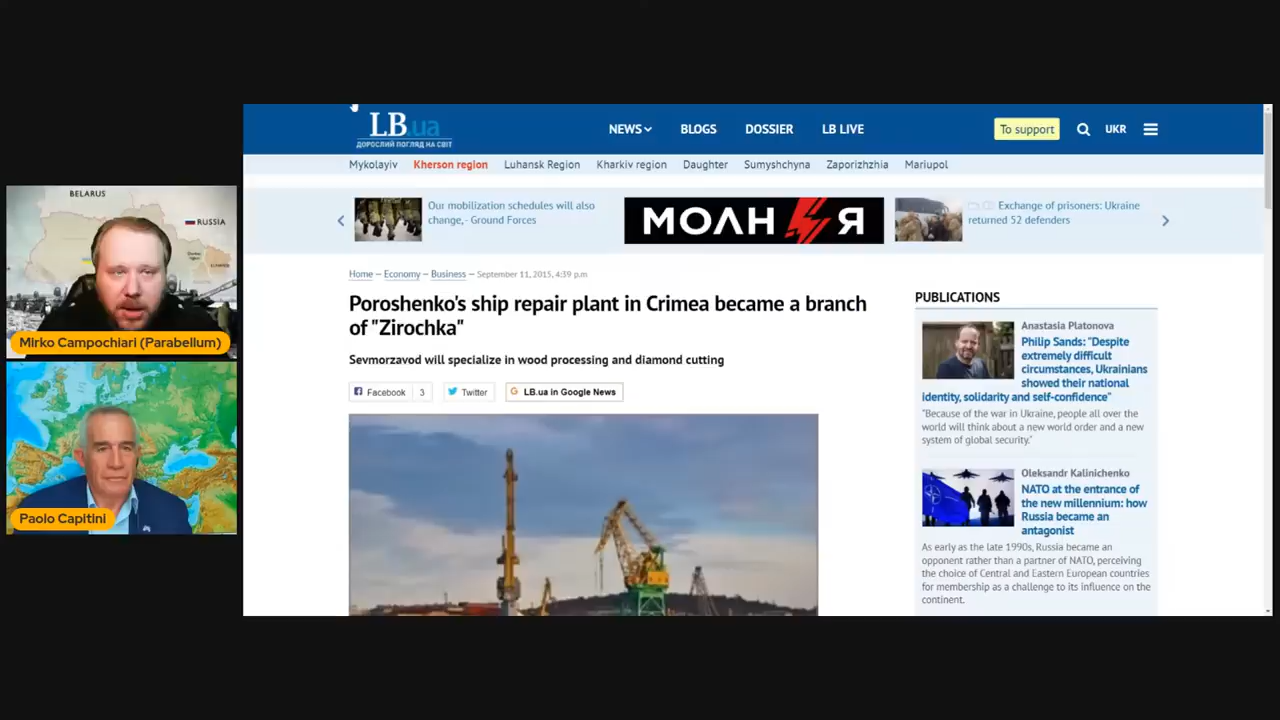 LB.ua
ДОРОСЛИЙ ПОГЛЯД НА СВІТ
NEWS
BLOGS
DOSSIER
LB LIVE
To support
UKR
Mykolayiv
Kherson region
Luhansk Region
Kharkiv region
Daughter
Sumyshchyna
Zaporizhzhia
Mariupol
Our mobilization schedules will also
change, - Ground Forces
МОЛН Я
Exchange of prisoners: Ukraine
returned 52 defenders
Home – Economy – Business – September 11, 2015, 4:39 p.m
Poroshenko's ship repair plant in Crimea became a branch
of "Zirochka"
Sevmorzavod will specialize in wood processing and diamond cutting
Facebook 3
Twitter
G LB.ua in Google News
PUBLICATIONS
Anastasia Platonova
Philip Sands: "Despite
extremely difficult
circumstances, Ukrainians
showed their national
identity, solidarity and self-confidence"
"Because of the war in Ukraine, people all over the
world will think about a new world order and a new
system of global security."
Oleksandr Kalinichenko
NATO at the entrance of
the new millennium: how
Russia became an
antagonist
As early as the late 1990s, Russia became an
opponent rather than a partner of NATO, perceiving
the choice of Central and Eastern European countries
for membership as a challenge to its influence on the
continent.
BELARUS
RUSSIA
Mirko Campochiari (Parabellum)
Paolo Capitini